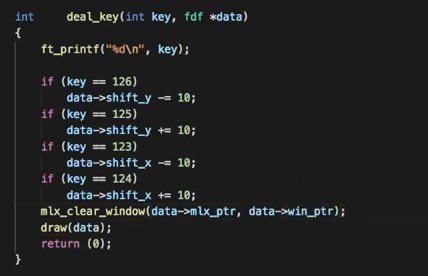 int deal_key(int key, fdf *data)
{
ft_printf("%d\n", key);
if (key == 126)
data->shift_y -= 10;
if (key == 125)
data->shift_y += 10;
if (key == 123)
data->shift_x -= 10;
if (key == 124)
data->shift_x += 10;
mlx_clear_window(data->mlx_ptr, data->win_ptr);
draw(data);
return (0);
}